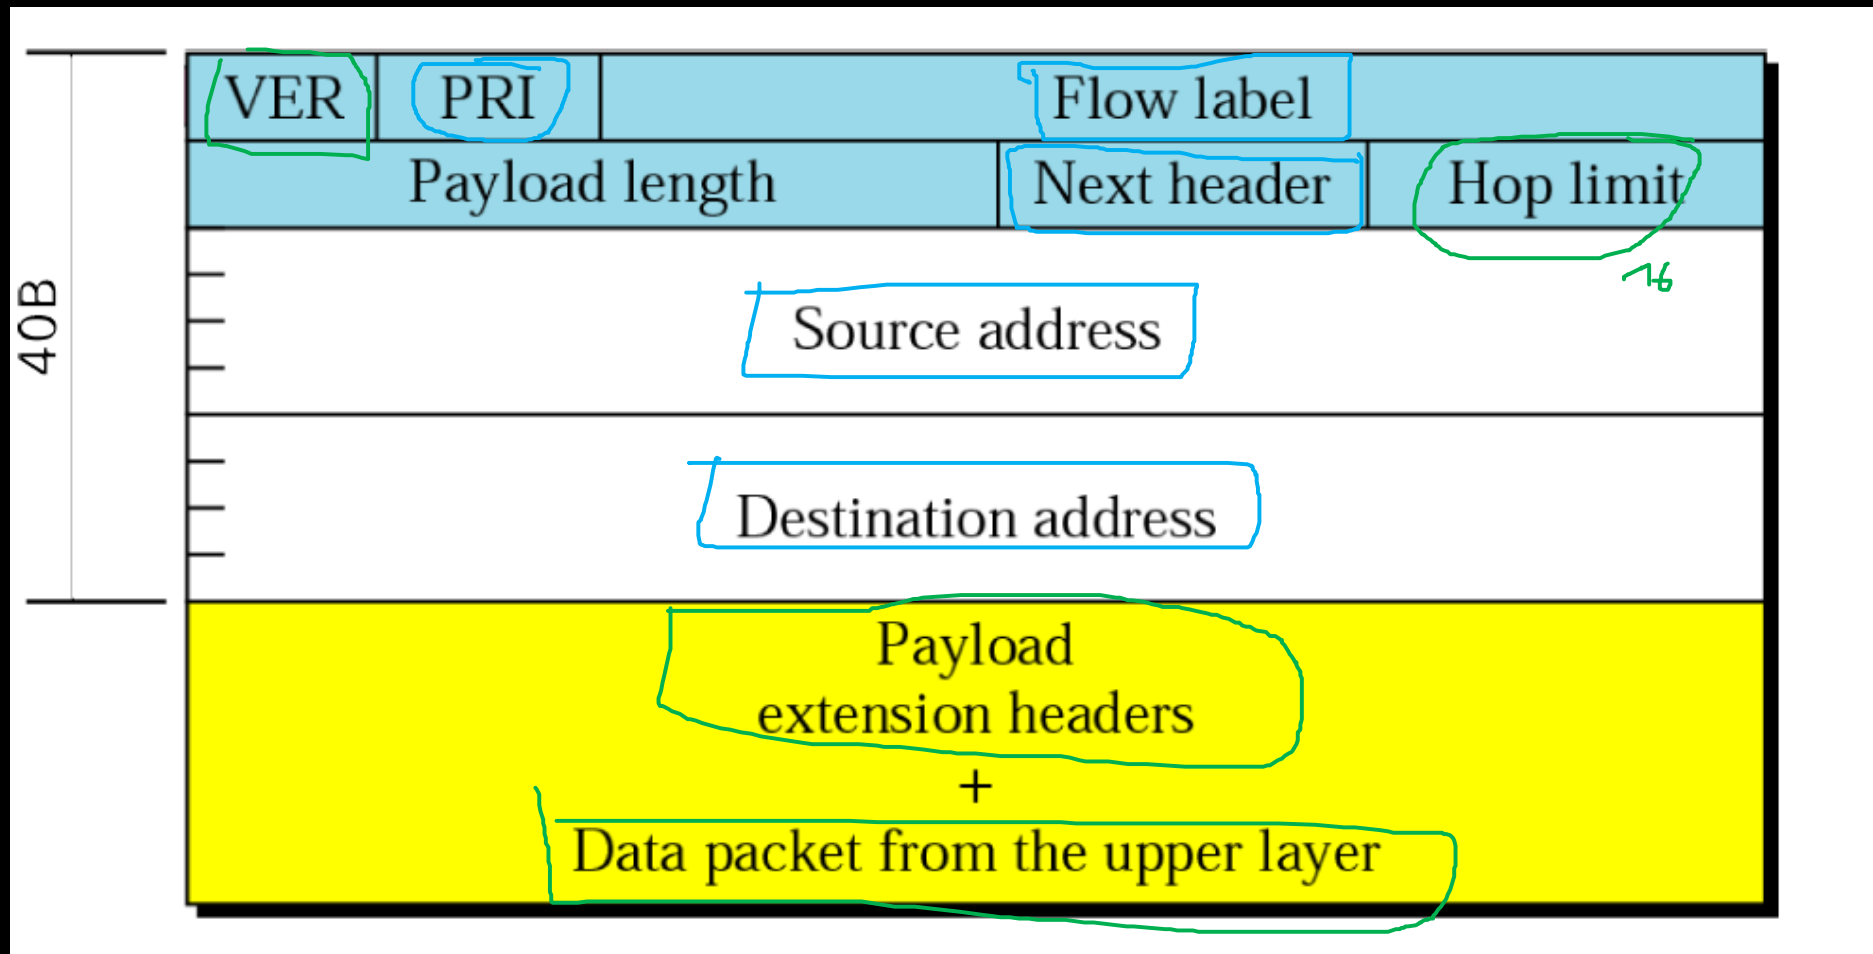 VER PRI Flow label
Payload length Next header Hop limit
16
40B
Source address
Destination address
Payload
extension headers
+
Data packet from the upper layer